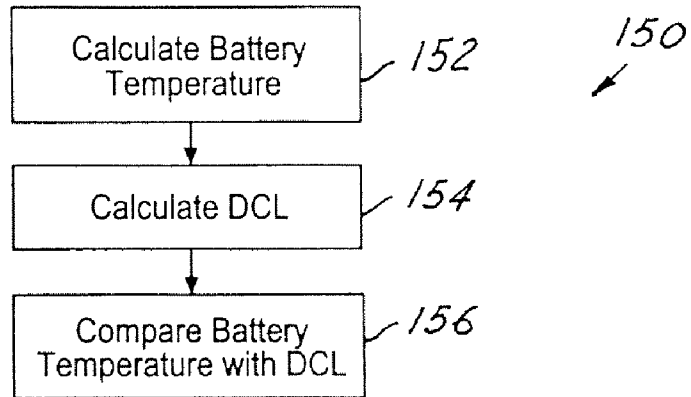 Calculate Battery
Temperature
152
150
Calculate DCL
154
Compare Battery
Temperature with DCL
156